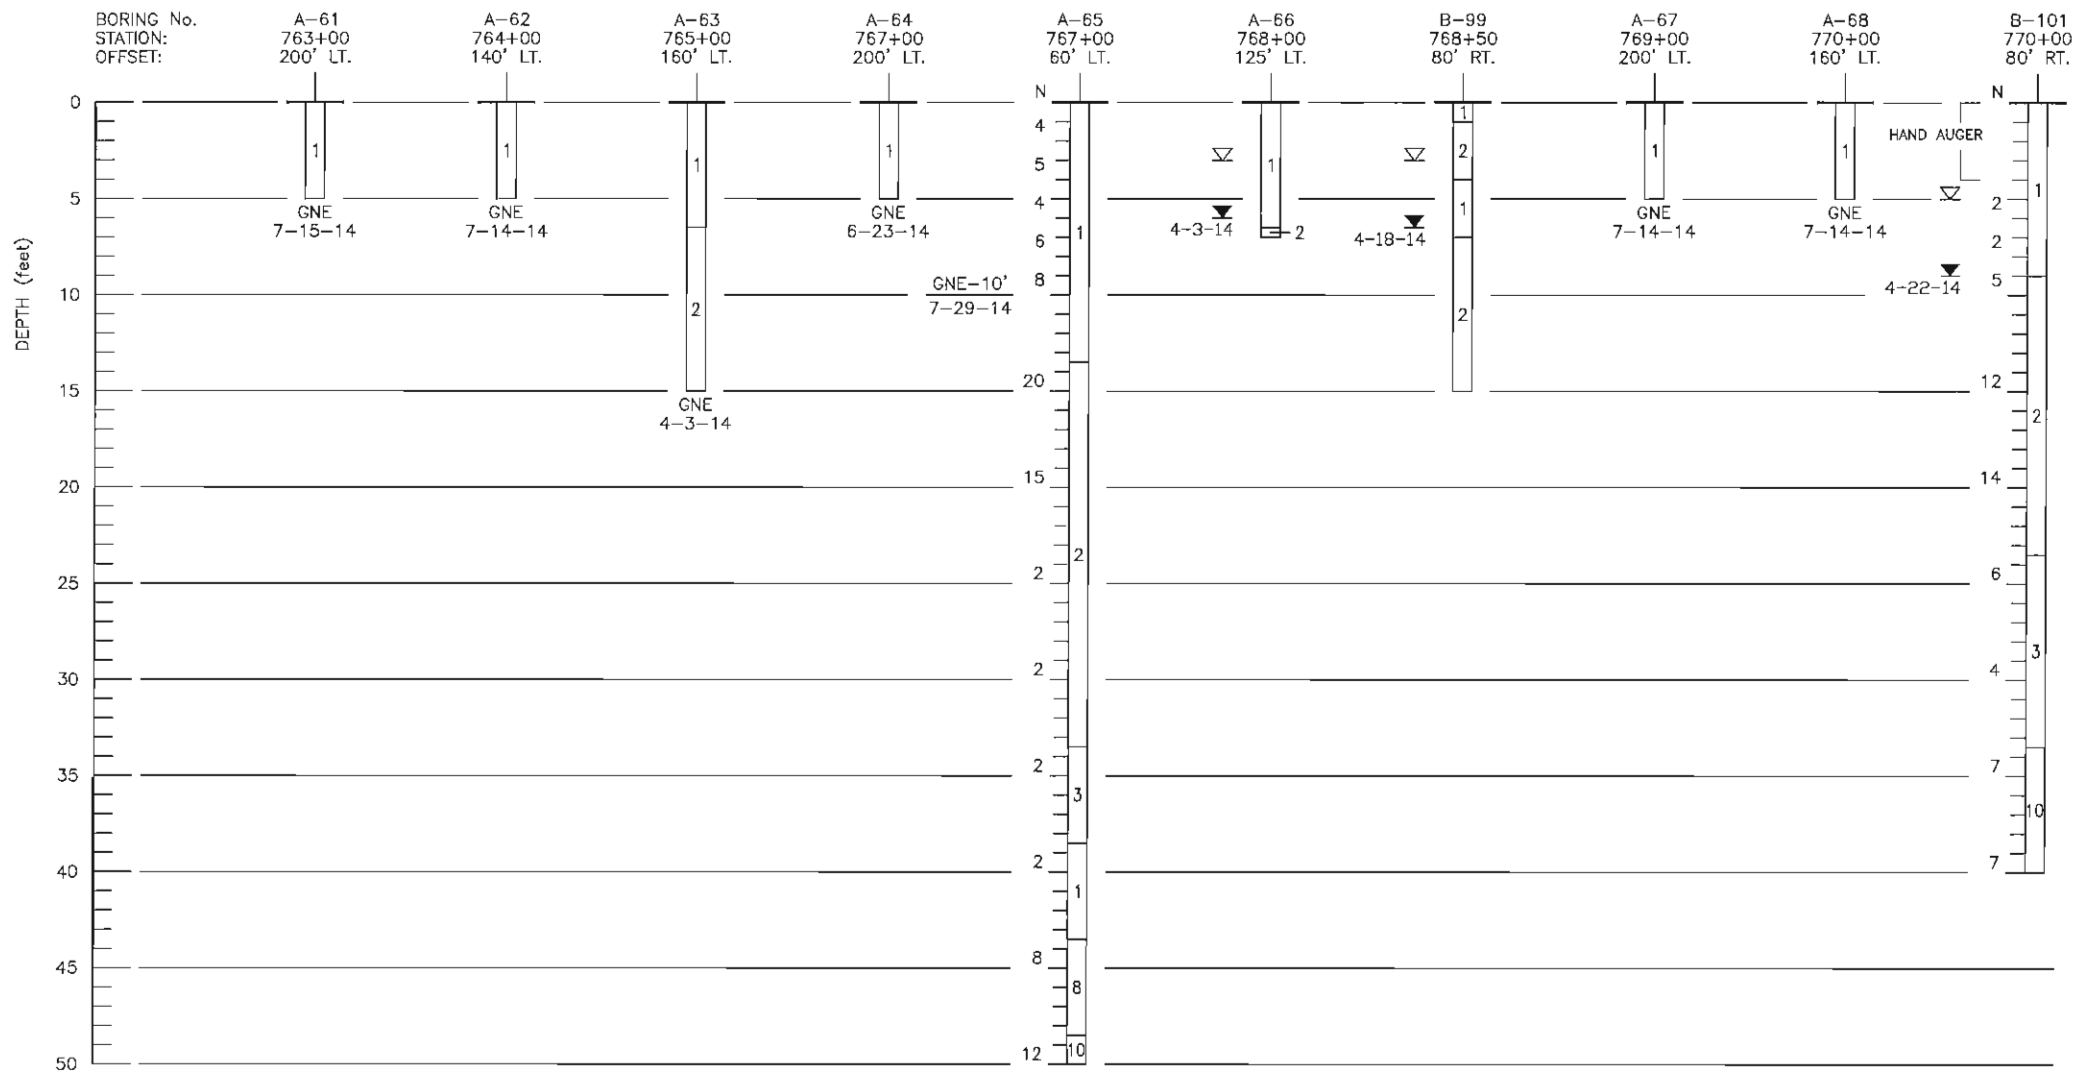 BORING No. A-61 A-62 A-63 A-64 A-65 A-66 B-99 A-67 A-68 B-101
STATION: 763+00 764+00 765+00 767+00 767+00 768+00 768+50 769+00 770+00 770+00
OFFSET: 200' LT. 140' LT. 160' LT. 200' LT. 60' LT. 125' LT. 80' RT. 200' LT. 160' LT. 80' RT.
N N
0 1
4 HAND AUGER
1 1 1 1 1 2 1 1
5
1
5 4 2
GNE GNE GNE 1 GNE GNE
7-15-14 7-14-14 6-23-14 1 4-3-14 2 4-18-14 7-14-14 7-14-14
6 2
8 GNE-10' 5
4-22-14
10 7-29-14
2 2
DEPTH (feet)
15 20 12
GNE
4-3-14 2
20 15 14
2
25 2 6
3
30 2 4
35 2 7
3 10
40 2 7
1
45 8
8
50 12 10